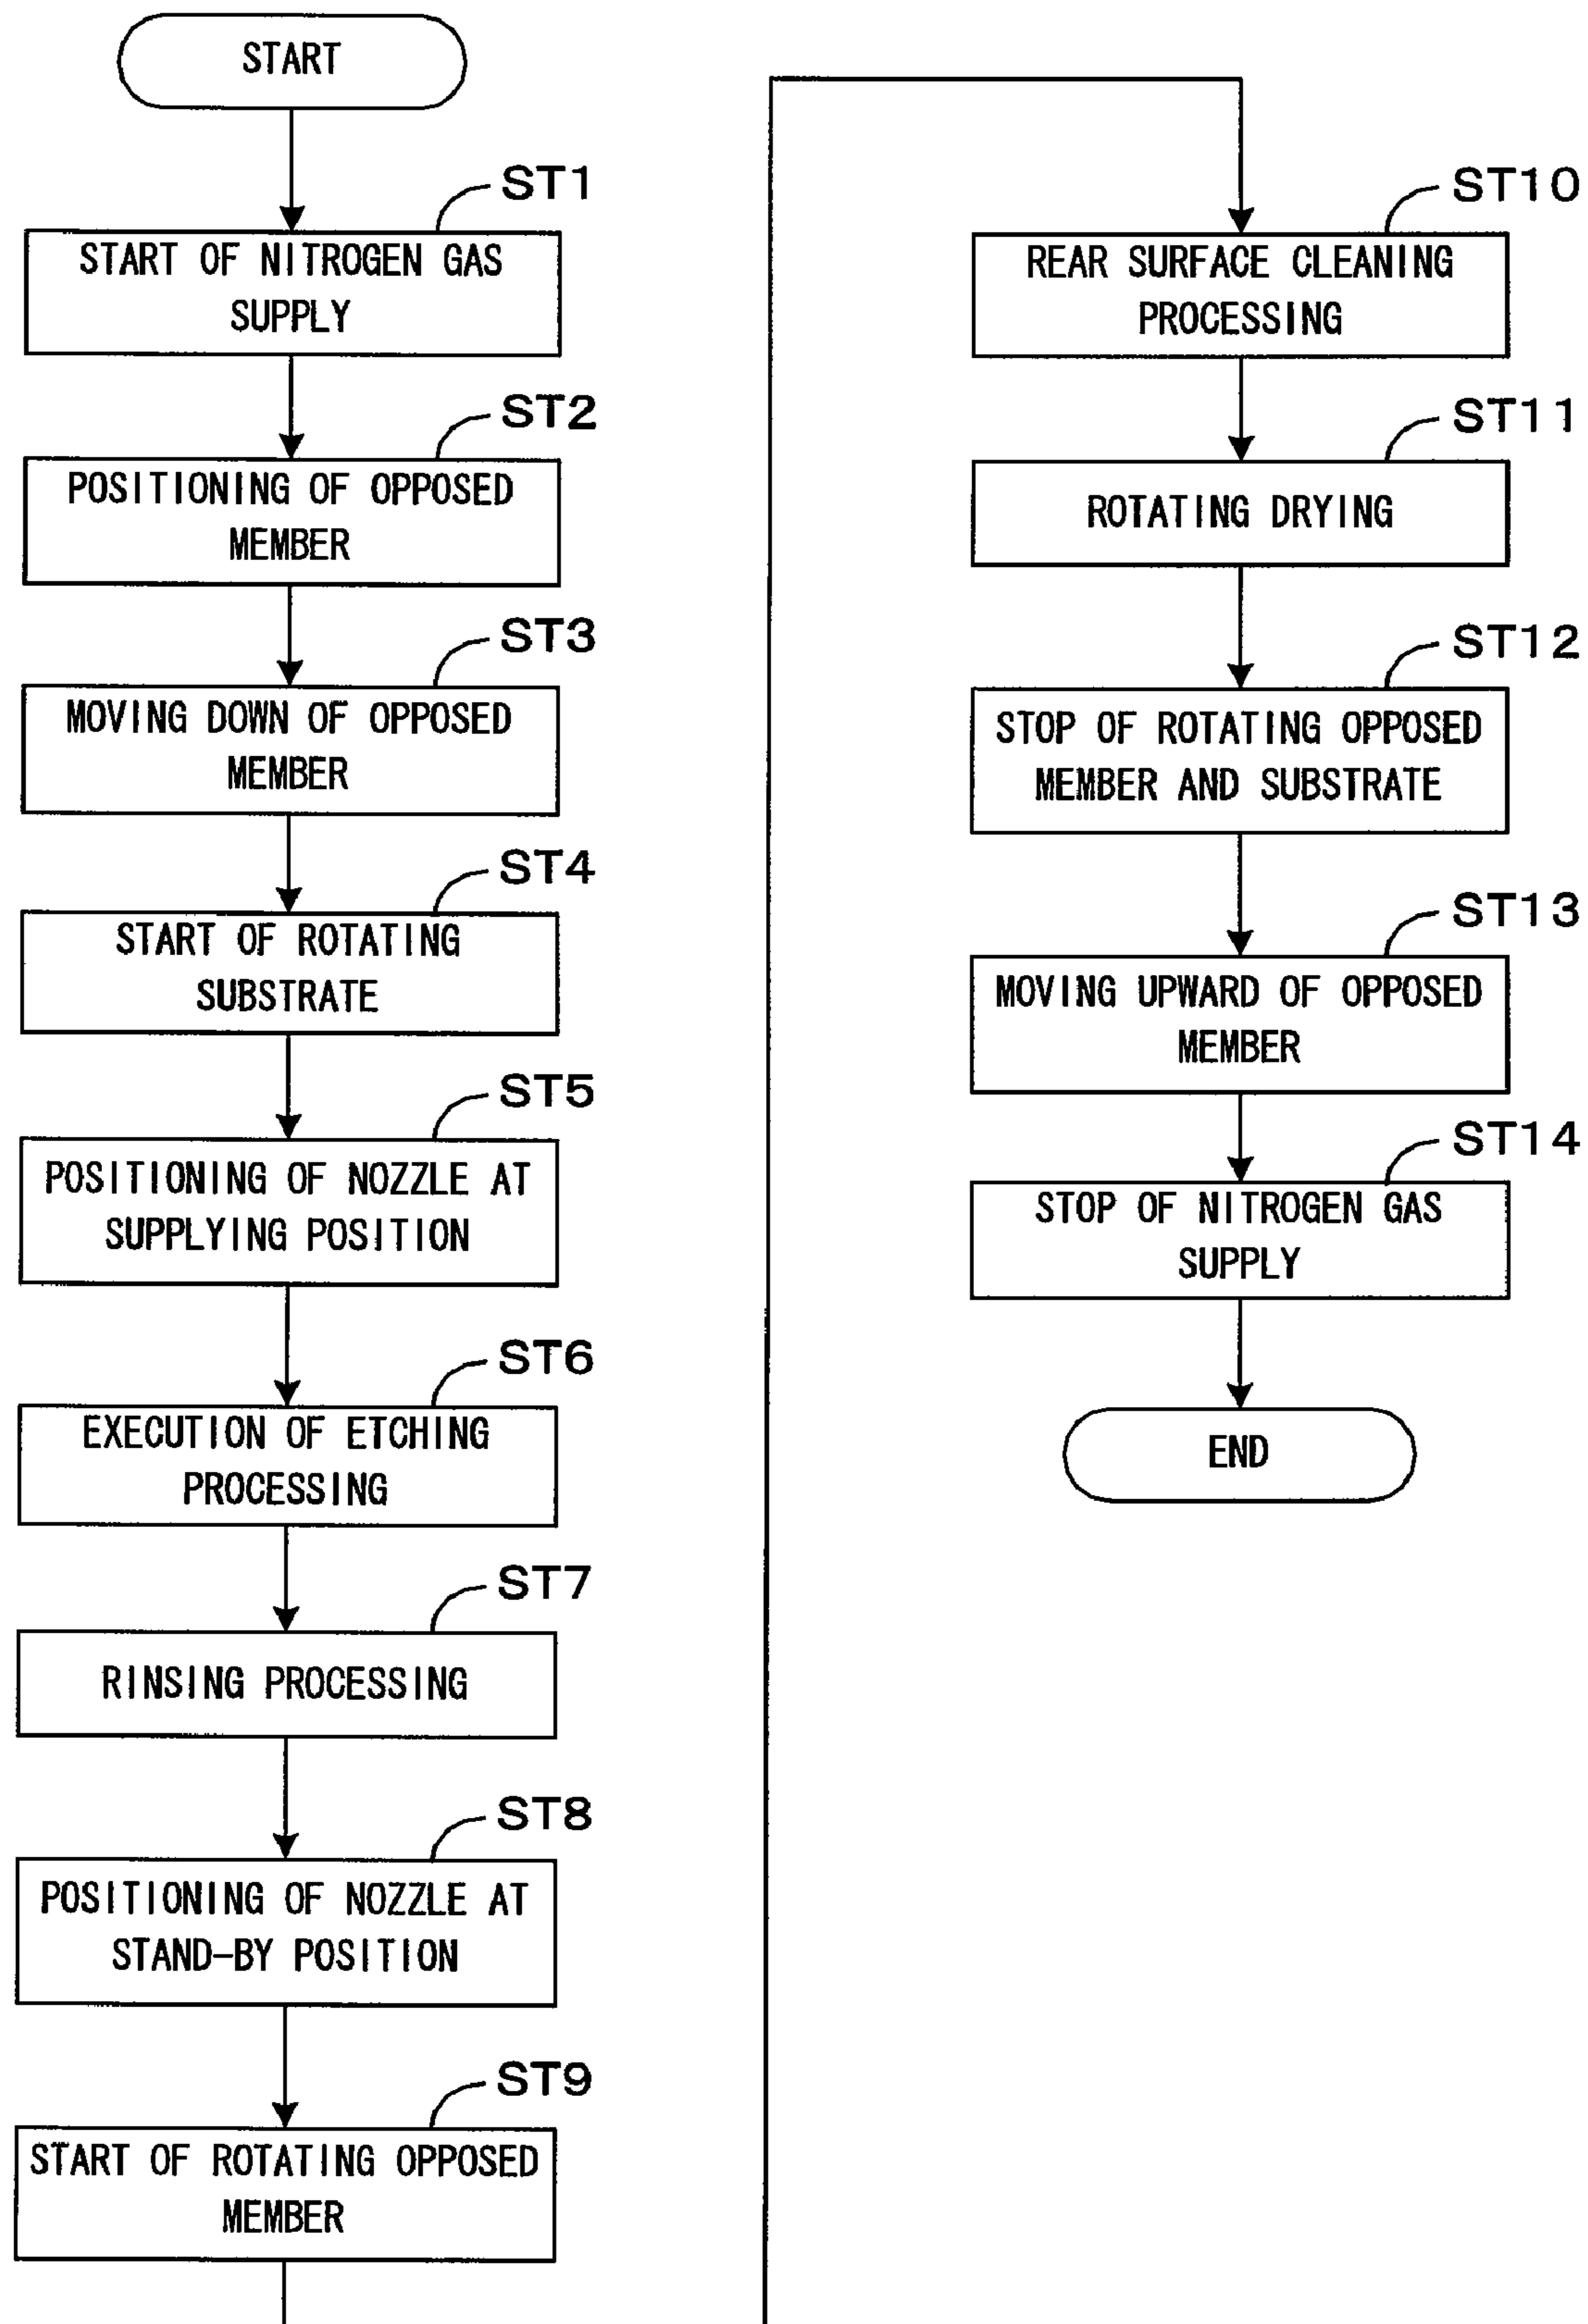 START
ST1
START OF NITROGEN GAS
SUPPLY
ST2
POSITIONING OF OPPOSED
MEMBER
ST3
MOVING DOWN OF OPPOSED
MEMBER
ST4
START OF ROTATING
SUBSTRATE
ST5
POSITIONING OF NOZZLE AT
SUPPLYING POSITION
ST6
EXECUTION OF ETCHING
PROCESSING
ST7
RINSING PROCESSING
ST8
POSITIONING OF NOZZLE AT
STAND-BY POSITION
ST9
START OF ROTATING OPPOSED
MEMBER
ST10
REAR SURFACE CLEANING
PROCESSING
ST11
ROTATING DRYING
ST12
STOP OF ROTATING OPPOSED
MEMBER AND SUBSTRATE
ST13
MOVING UPWARD OF OPPOSED
MEMBER
ST14
STOP OF NITROGEN GAS
SUPPLY
END